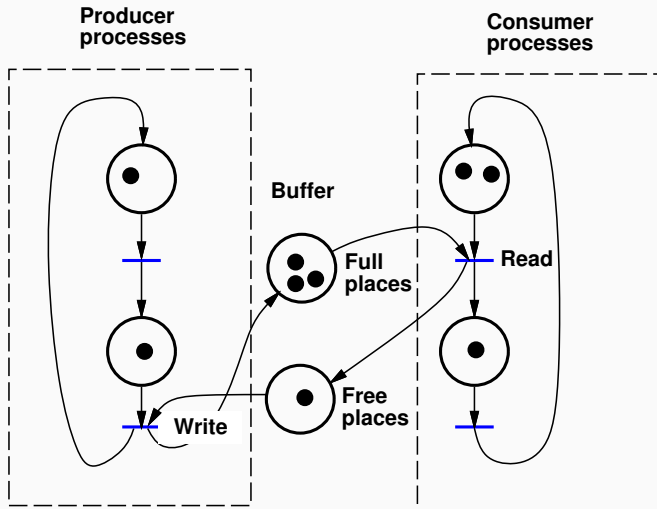 Producer
processes
Consumer
processes
Buffer
Full
places
Read
Free
places
Write